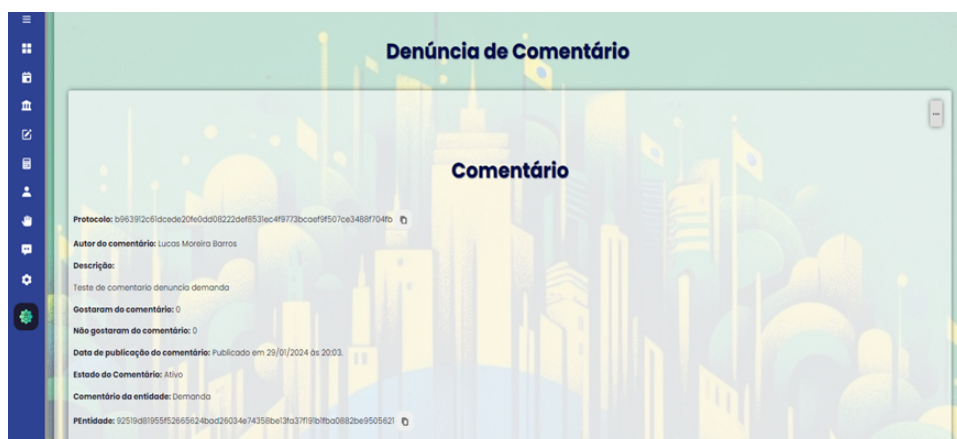 Denúncia de Comentário
Comentário
Protocolo: b963912c61dcede20fe0dd08222def8531ec4f9773bcaef9f507ce3488f704fb
Autor do comentário: Lucas Moreira Barros
Descrição:
Teste de comentario denuncia demanda
Gostaram do comentário: 0
Não gostaram do comentário: 0
Data de publicação do comentário: Publicado em 29/01/2024 às 20:03.
Estado do Comentário: Ativo
Comentário da entidade: Demanda
PEntidade: